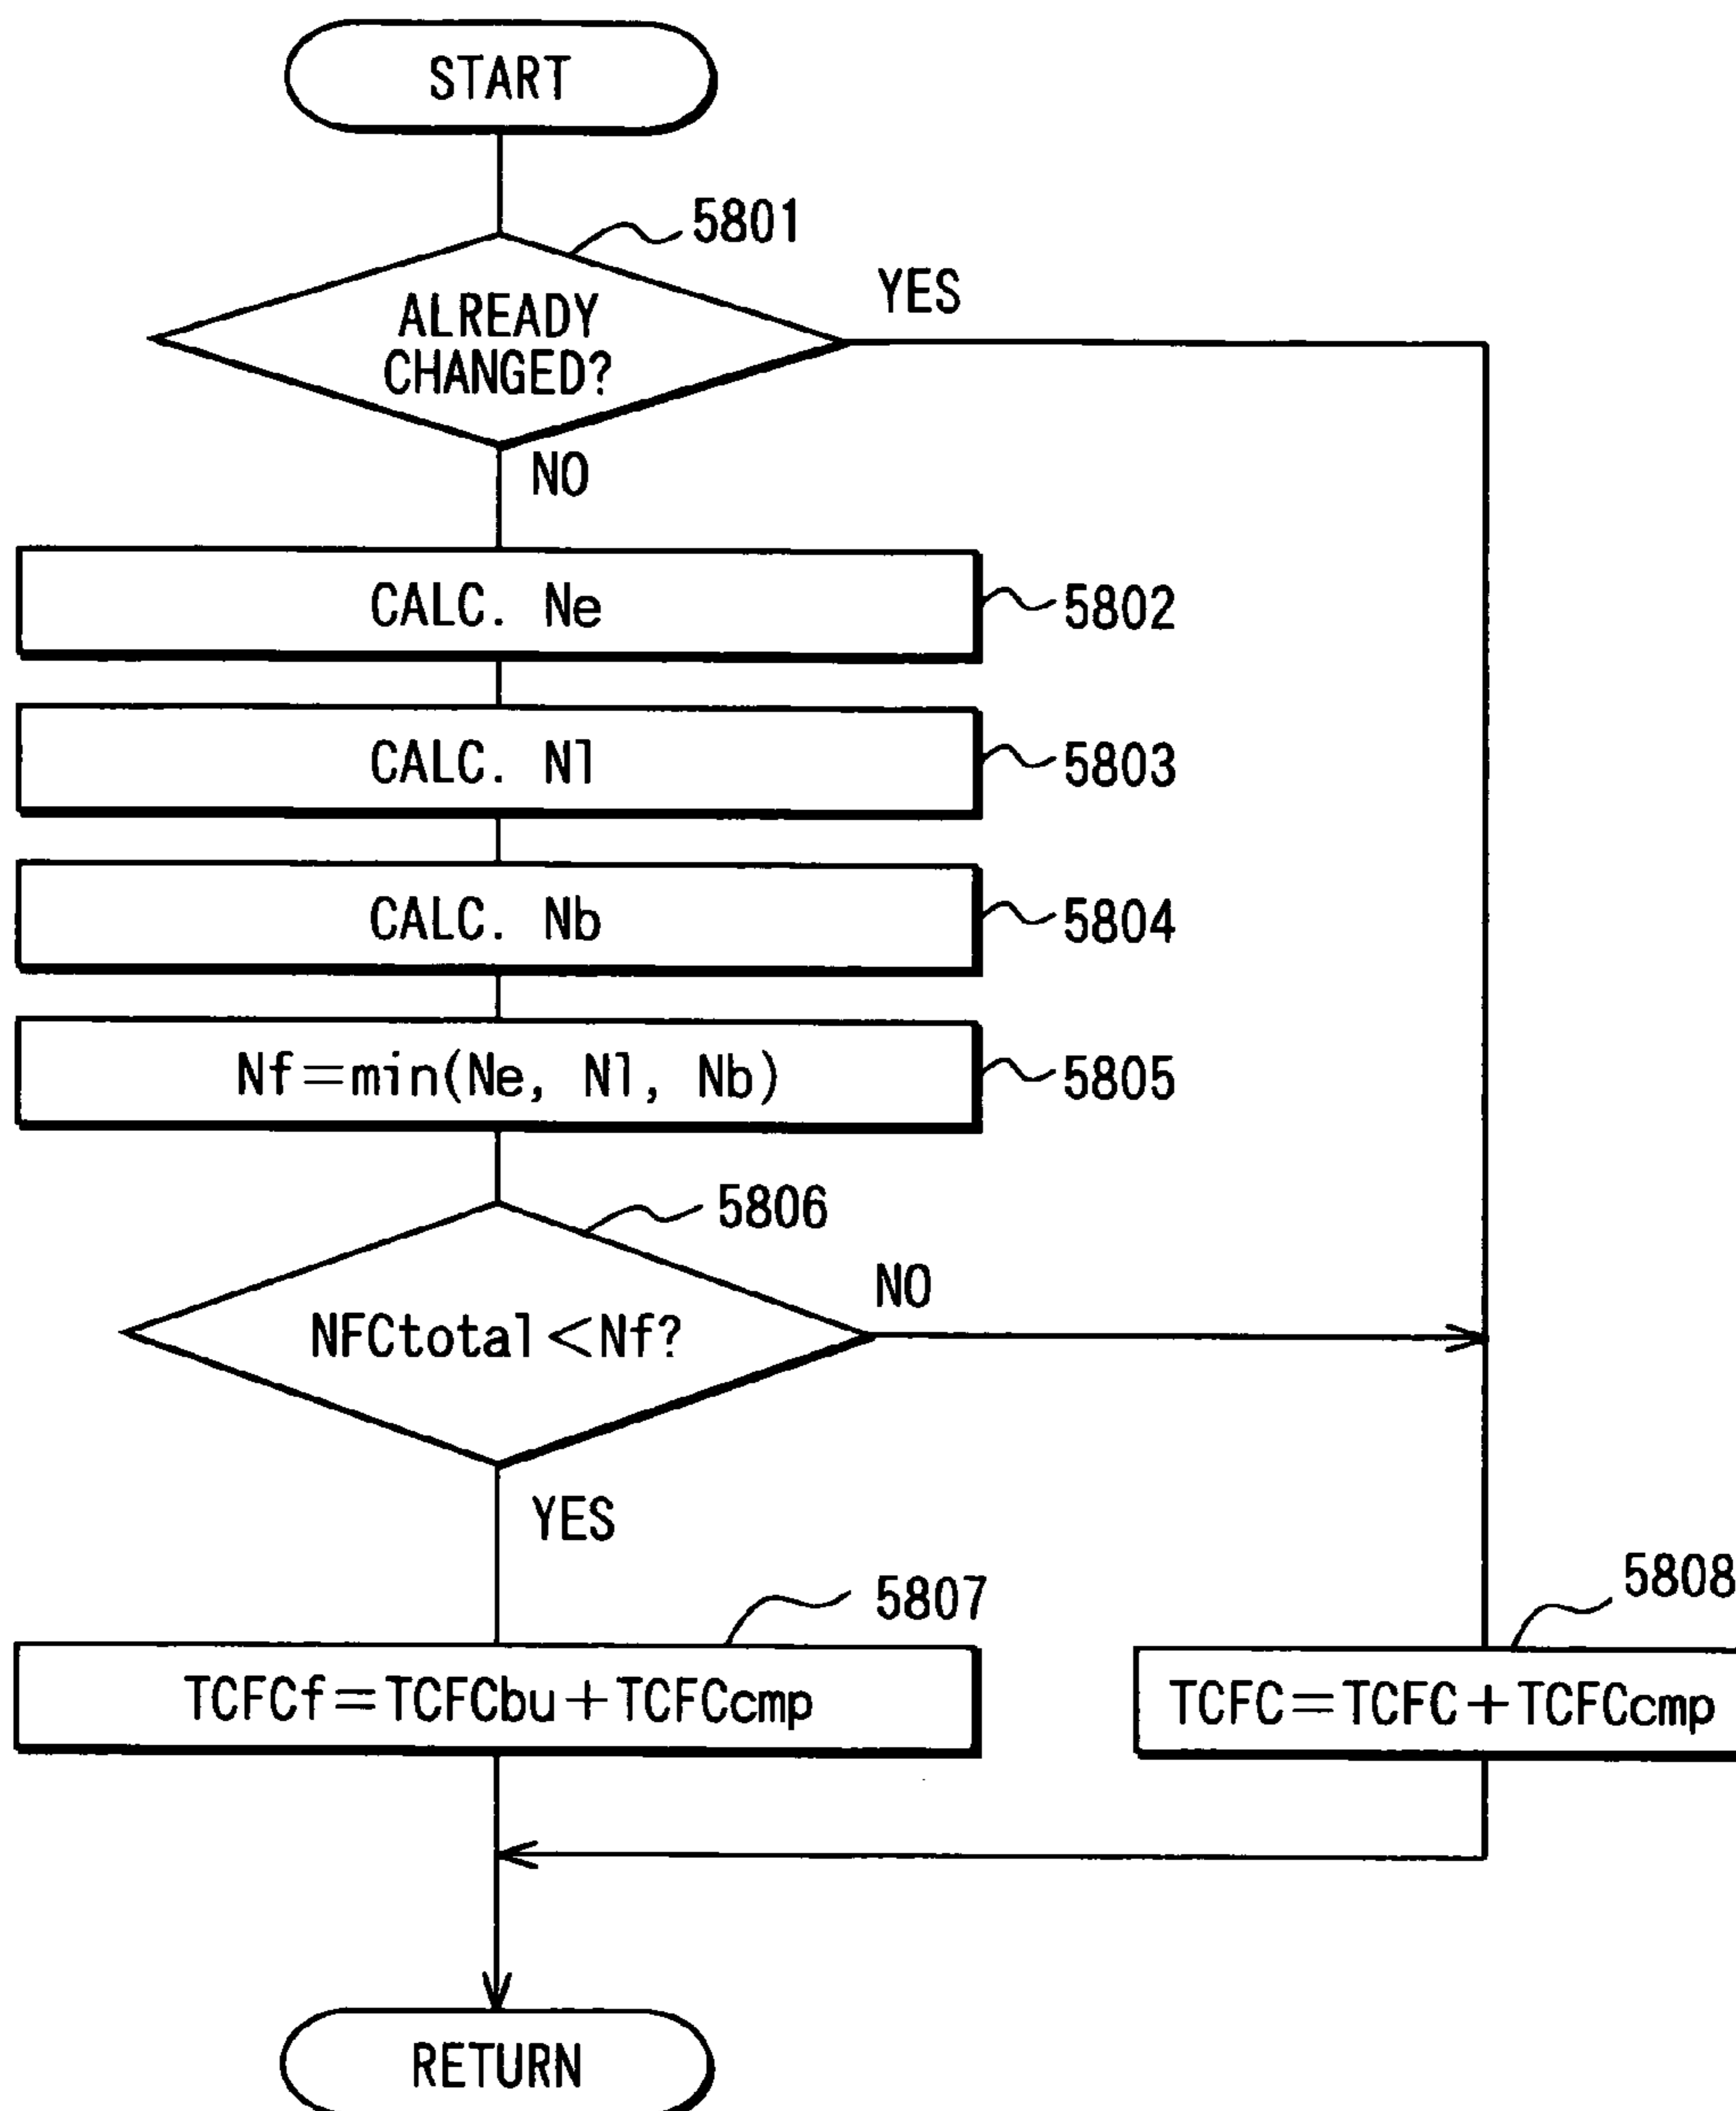 START
5801
YES
ALREADY
CHANGED?
NO
CALC. Ne
5802
CALC. Nl
5803
CALC. Nb
5804
Nf=min(Ne, Nl, Nb)
5805
5806
NO
NFCtotal<Nf?
YES
5807
5808
TCFCf=TCFCbu+TCFCcmp
TCFC=TCFC+TCFCcmp
RETURN